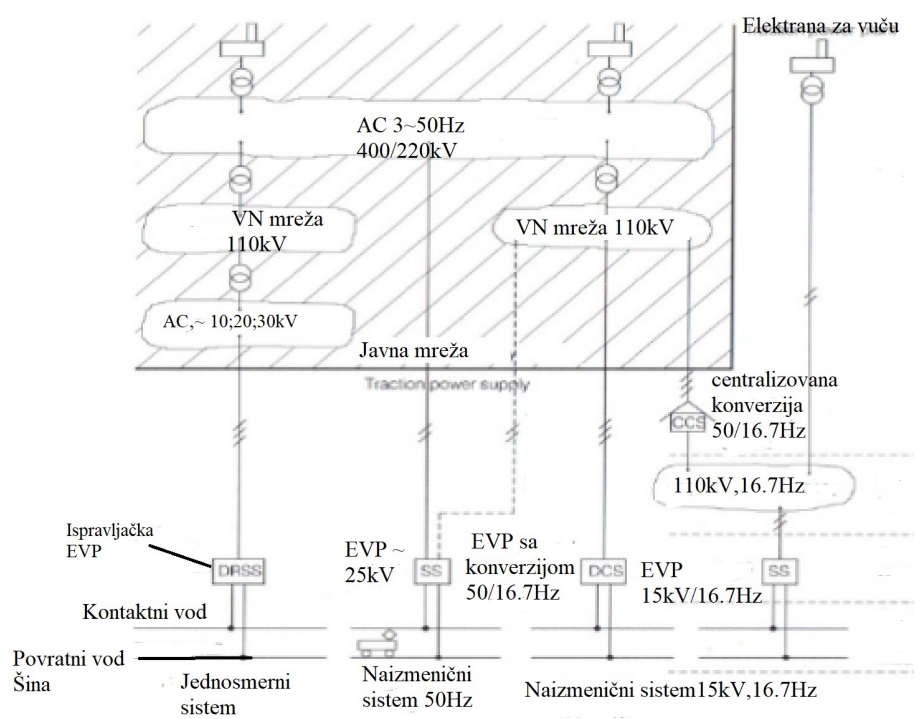 Elektrana za vuču
AC 3~50Hz
400/220kV
VN mreža
110kV
VN mreža 110kV
AC,~ 10;20;30kV
Javna mreža
Traction power supply
centralizovana
konverzija
50/16.7Hz
CCS
110kV,16.7Hz
Ispravljačka
EVP
DRSS
EVP ~
25kV
SS
EVP sa
konverzijom
50/16.7Hz
DCS
EVP
15kV/16.7Hz
SS
Kontaktni vod
Povratni vod
Šina
Jednosmerni
sistem
Naizmenični
sistem 50Hz
Naizmenični sistem15kV,16.7Hz